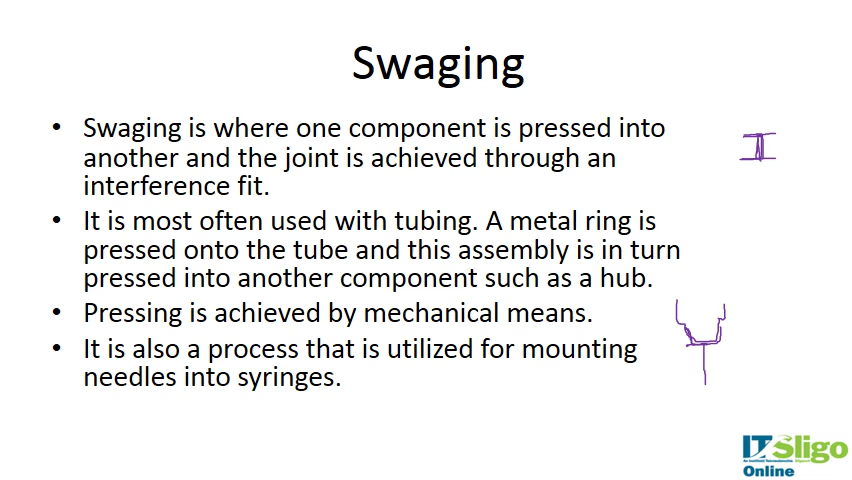 Swaging
• Swaging is where one component is pressed into
another and the joint is achieved through an
interference fit.
• It is most often used with tubing. A metal ring is
pressed onto the tube and this assembly is in turn
pressed into another component such as a hub.
• Pressing is achieved by mechanical means.
• It is also a process that is utilized for mounting
needles into syringes.
IT Sligo
Online